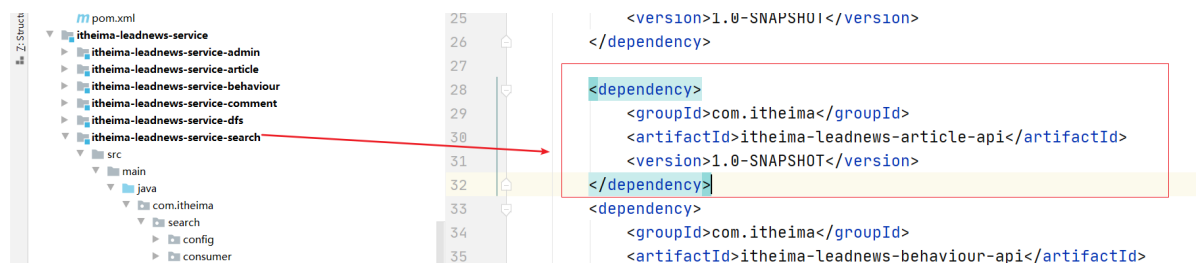 Z: Structu
pom.xml
itheima-leadnews-service
itheima-leadnews-service-admin
itheima-leadnews-service-article
itheima-leadnews-service-behaviour
itheima-leadnews-service-comment
itheima-leadnews-service-dfs
itheima-leadnews-service-search
src
main
java
com.itheima
search
config
consumer
25 <version>1.0-SNAPSHOT</version>
26 </dependency>
27
28 <dependency>
29 <groupId>com.itheima</groupId>
30 <artifactId>itheima-leadnews-article-api</artifactId>
31 <version>1.0-SNAPSHOT</version>
32 </dependency>
33 <dependency>
34 <groupId>com.itheima</groupId>
35 <artifactId>itheima-leadnews-behaviour-api</artifactId>